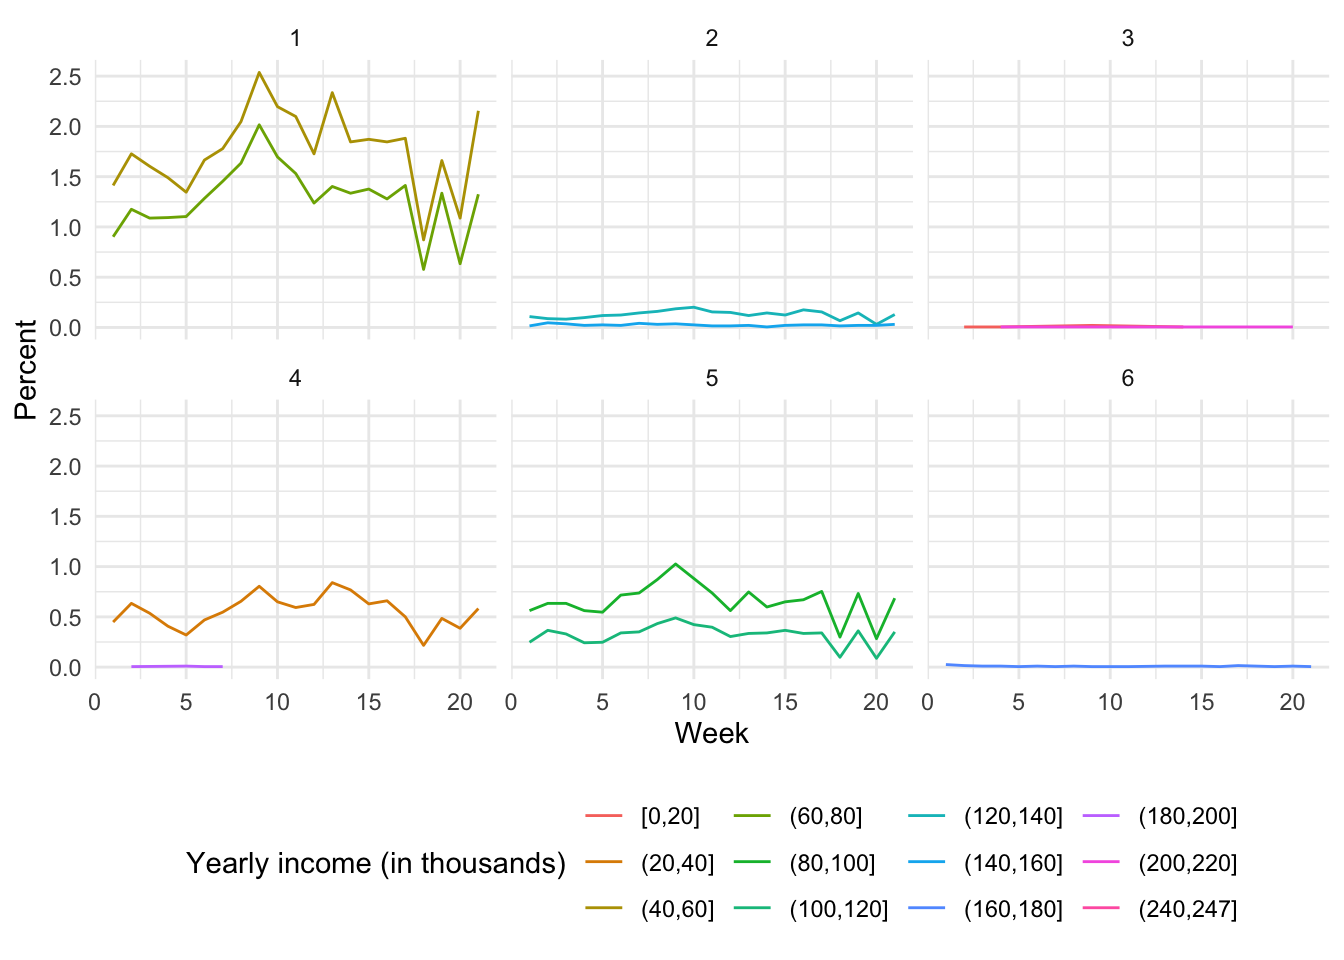 1 2 3
2.5
2.0
1.5
1.0
0.5
0.0
Percent
4 5 6
2.5
2.0
1.5
1.0
0.5
0.0
0 5 10 15 20 0 5 10 15 20 0 5 10 15 20
Week
Yearly income (in thousands)
[0,20] (60,80] (120,140] (180,200]
(20,40] (80,100] (140,160] (200,220]
(40,60] (100,120] (160,180] (240,247]